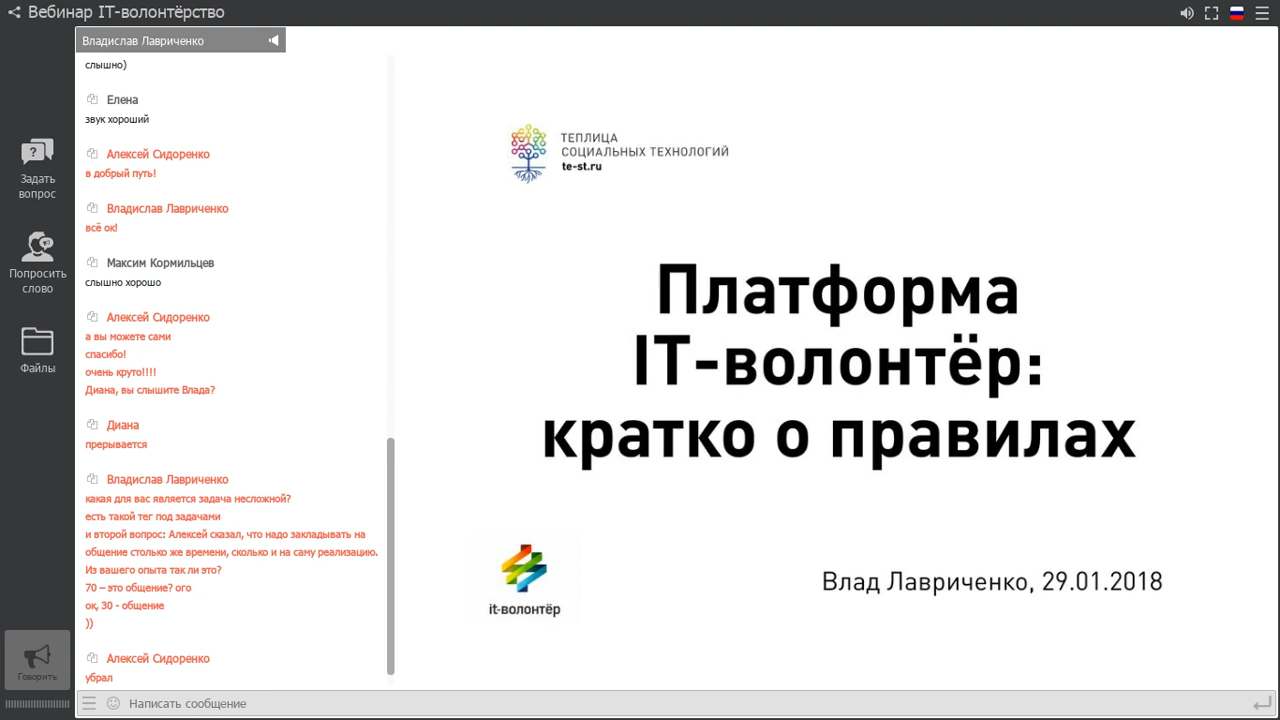 Вебинар IT-волонтёрство
Владислав Лавриченко
слышно)
Елена
звук хороший
Алексей Сидоренко
в добрый путь!
Владислав Лавриченко
всё ок!
Максим Кормильцев
слышно хорошо
Алексей Сидоренко
а вы можете сами
спасибо!
очень круто!!!!
Диана, вы слышите Влада?
Диана
прерывается
Владислав Лавриченко
какая для вас является задача несложной?
есть такой тег под задачами
и второй вопрос: Алексей сказал, что надо закладывать на
общение столько же времени, сколько и на саму реализацию.
Из вашего опыта так ли это?
70 – это общение? ого
ок, 30 - общение
))
Алексей Сидоренко
убрал
Написать сообщение
Задать
вопрос
Попросить
слово
Файлы
Говорить
ТЕПЛИЦА
СОЦИАЛЬНЫХ ТЕХНОЛОГИЙ
te-st.ru
Платформа
IT-волонтёр:
кратко о правилах
it-волонтёр
Влад Лавриченко, 29.01.2018